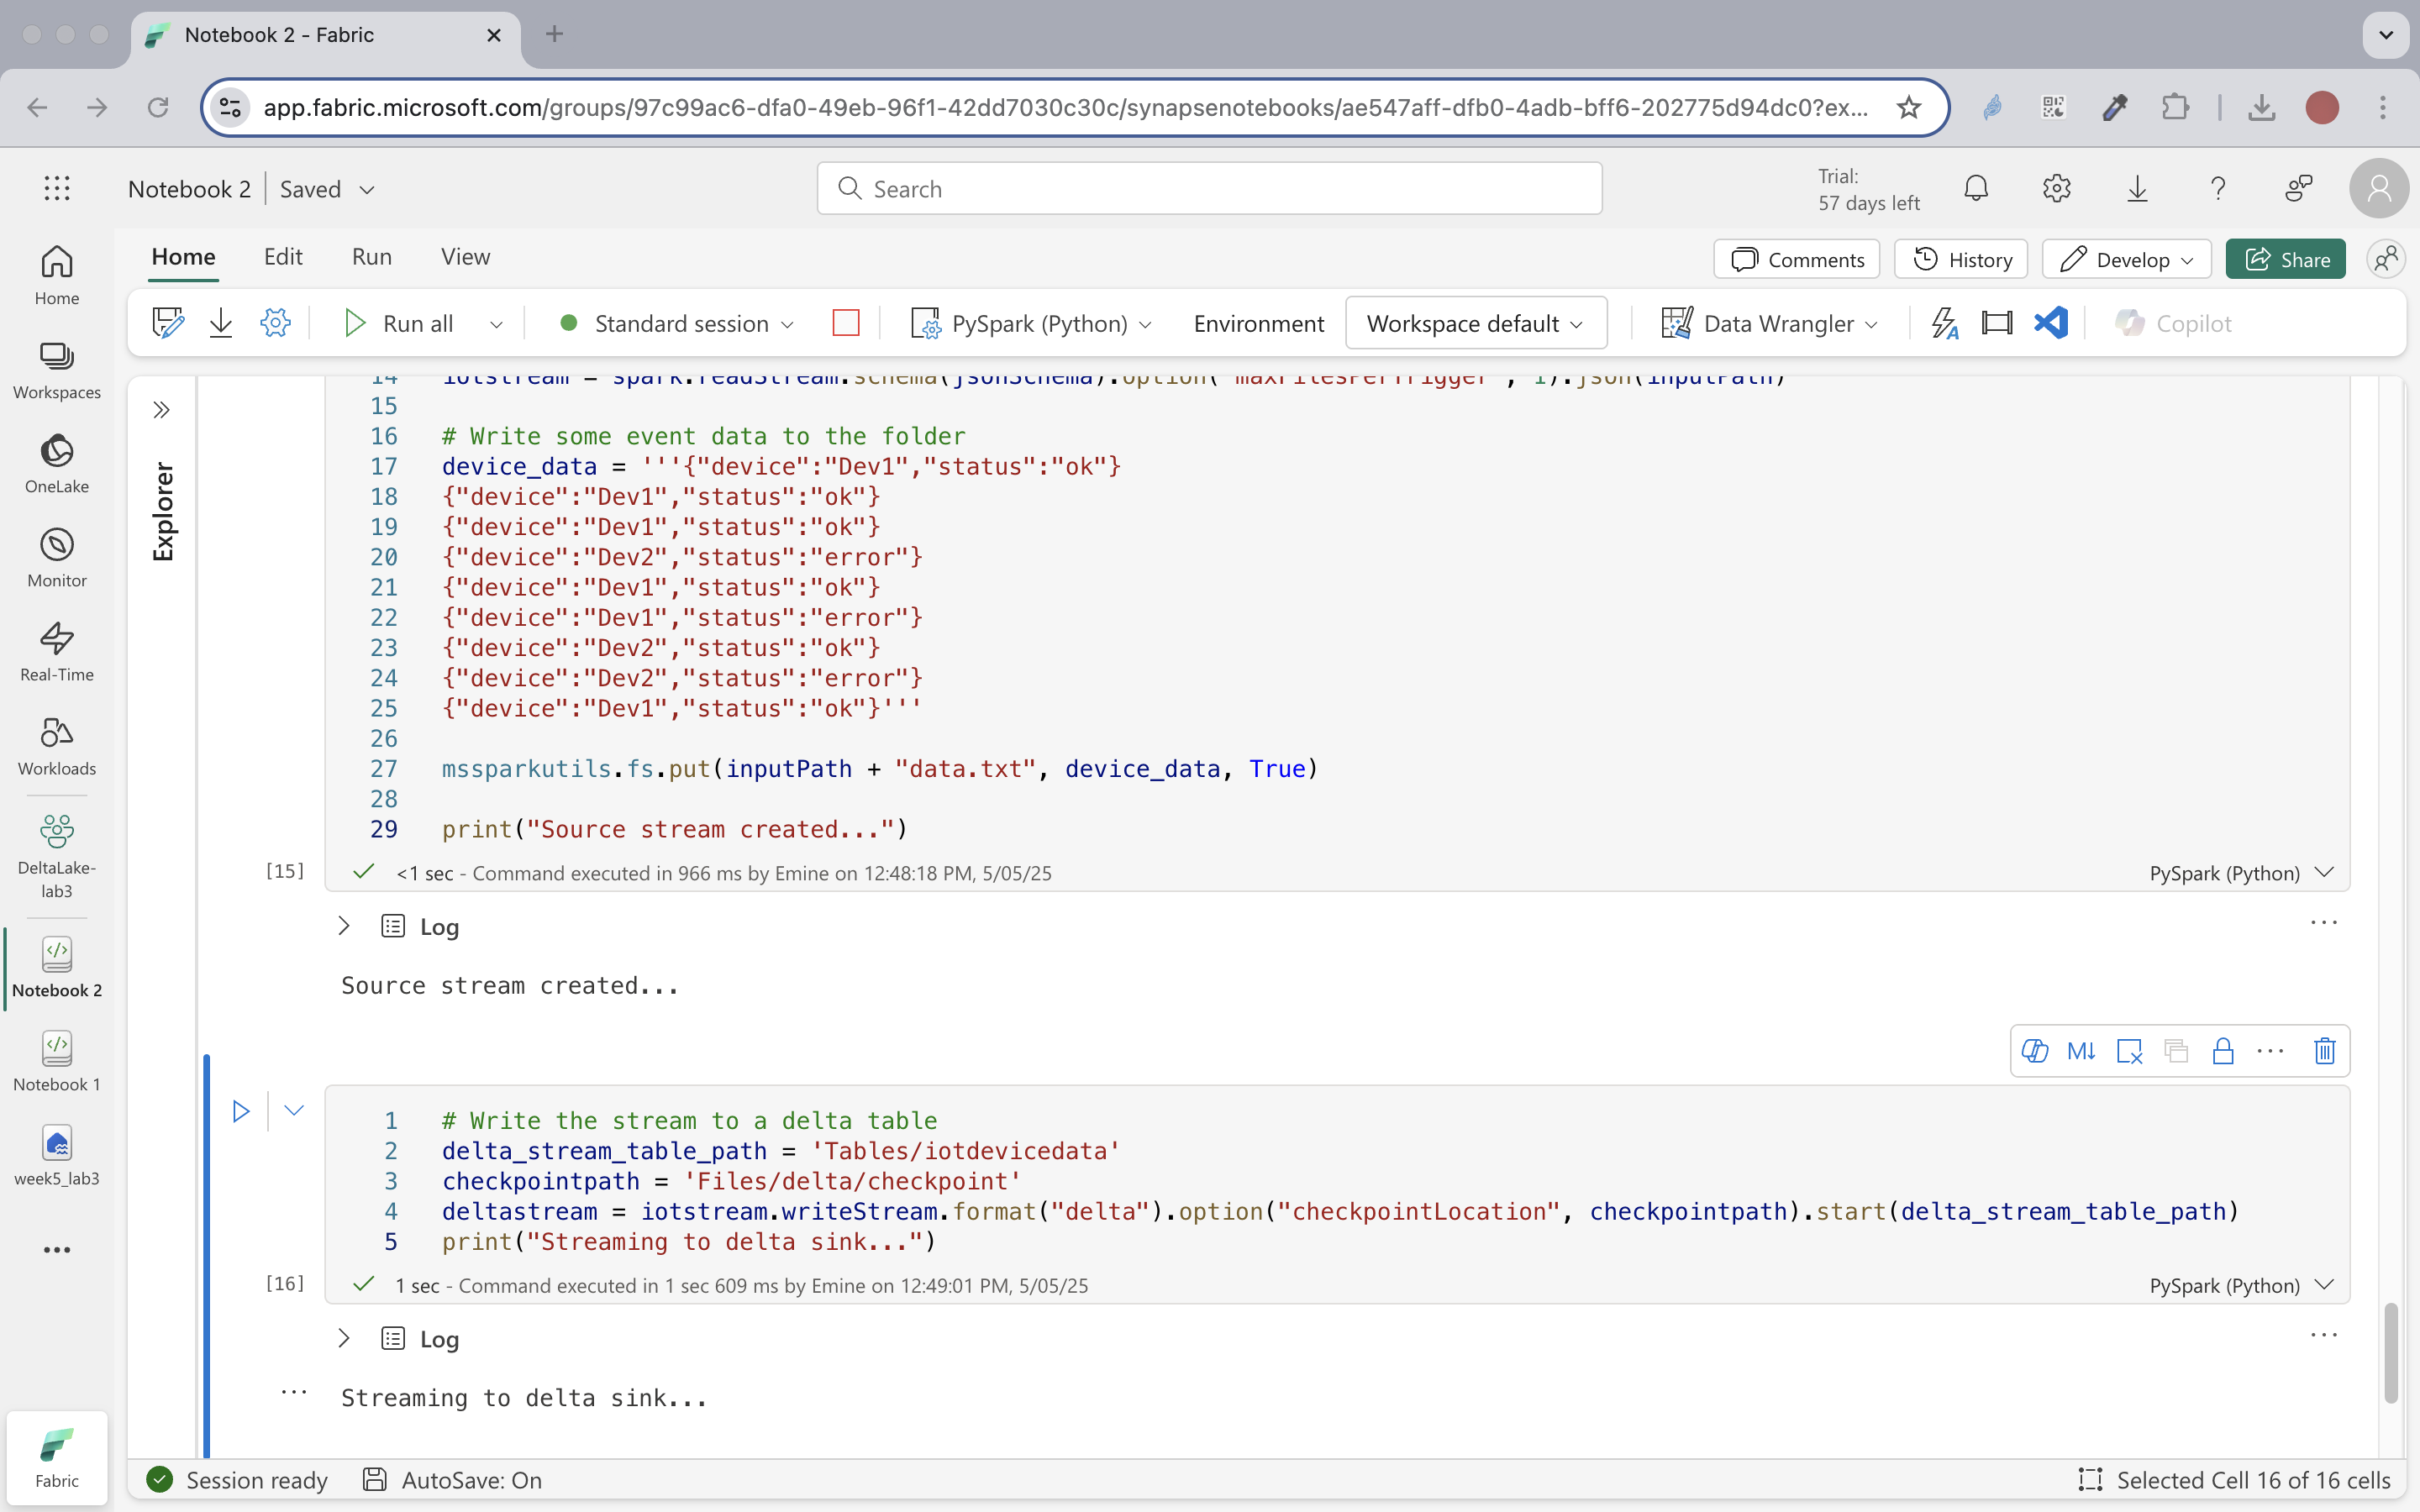 Notebook 2 - Fabric
app.fabric.microsoft.com/groups/97c99ac6-dfa0-49eb-96f1-42dd7030c30c/synapsenotebooks/ae547aff-dfb0-4adb-bff6-202775d94dc0?ex...
Notebook 2
Saved
Search
Trial:
57 days left
Home
Edit
Run
View
Comments
History
Develop
Share
Run all
Standard session
PySpark (Python)
Environment
Workspace default
Data Wrangler
Copilot
Home
Workspaces
OneLake
Monitor
Real-Time
Workloads
DeltaLake-
lab3
Notebook 2
Notebook 1
week5_lab3
Fabric
Explorer
14 iotstream = spark.readStream.schema(jsonSchema).option("maxFilesPerTrigger", 1).json(inputPath)
15
16 # Write some event data to the folder
17 device_data = '''{"device":"Dev1","status":"ok"}
18 {"device":"Dev1","status":"ok"}
19 {"device":"Dev1","status":"ok"}
20 {"device":"Dev2","status":"error"}
21 {"device":"Dev1","status":"ok"}
22 {"device":"Dev1","status":"error"}
23 {"device":"Dev2","status":"ok"}
24 {"device":"Dev2","status":"error"}
25 {"device":"Dev1","status":"ok"}'''
26
27 mssparkutils.fs.put(inputPath + "data.txt", device_data, True)
28
29 print("Source stream created...")
[15]
<1 sec - Command executed in 966 ms by Emine on 12:48:18 PM, 5/05/25
PySpark (Python)
Log
Source stream created...
M↓
1 # Write the stream to a delta table
2 delta_stream_table_path = 'Tables/iotdevicedata'
3 checkpointpath = 'Files/delta/checkpoint'
4 deltastream = iotstream.writeStream.format("delta").option("checkpointLocation", checkpointpath).start(delta_stream_table_path)
5 print("Streaming to delta sink...")
[16]
1 sec - Command executed in 1 sec 609 ms by Emine on 12:49:01 PM, 5/05/25
PySpark (Python)
Log
Streaming to delta sink...
Session ready
AutoSave: On
Selected Cell 16 of 16 cells